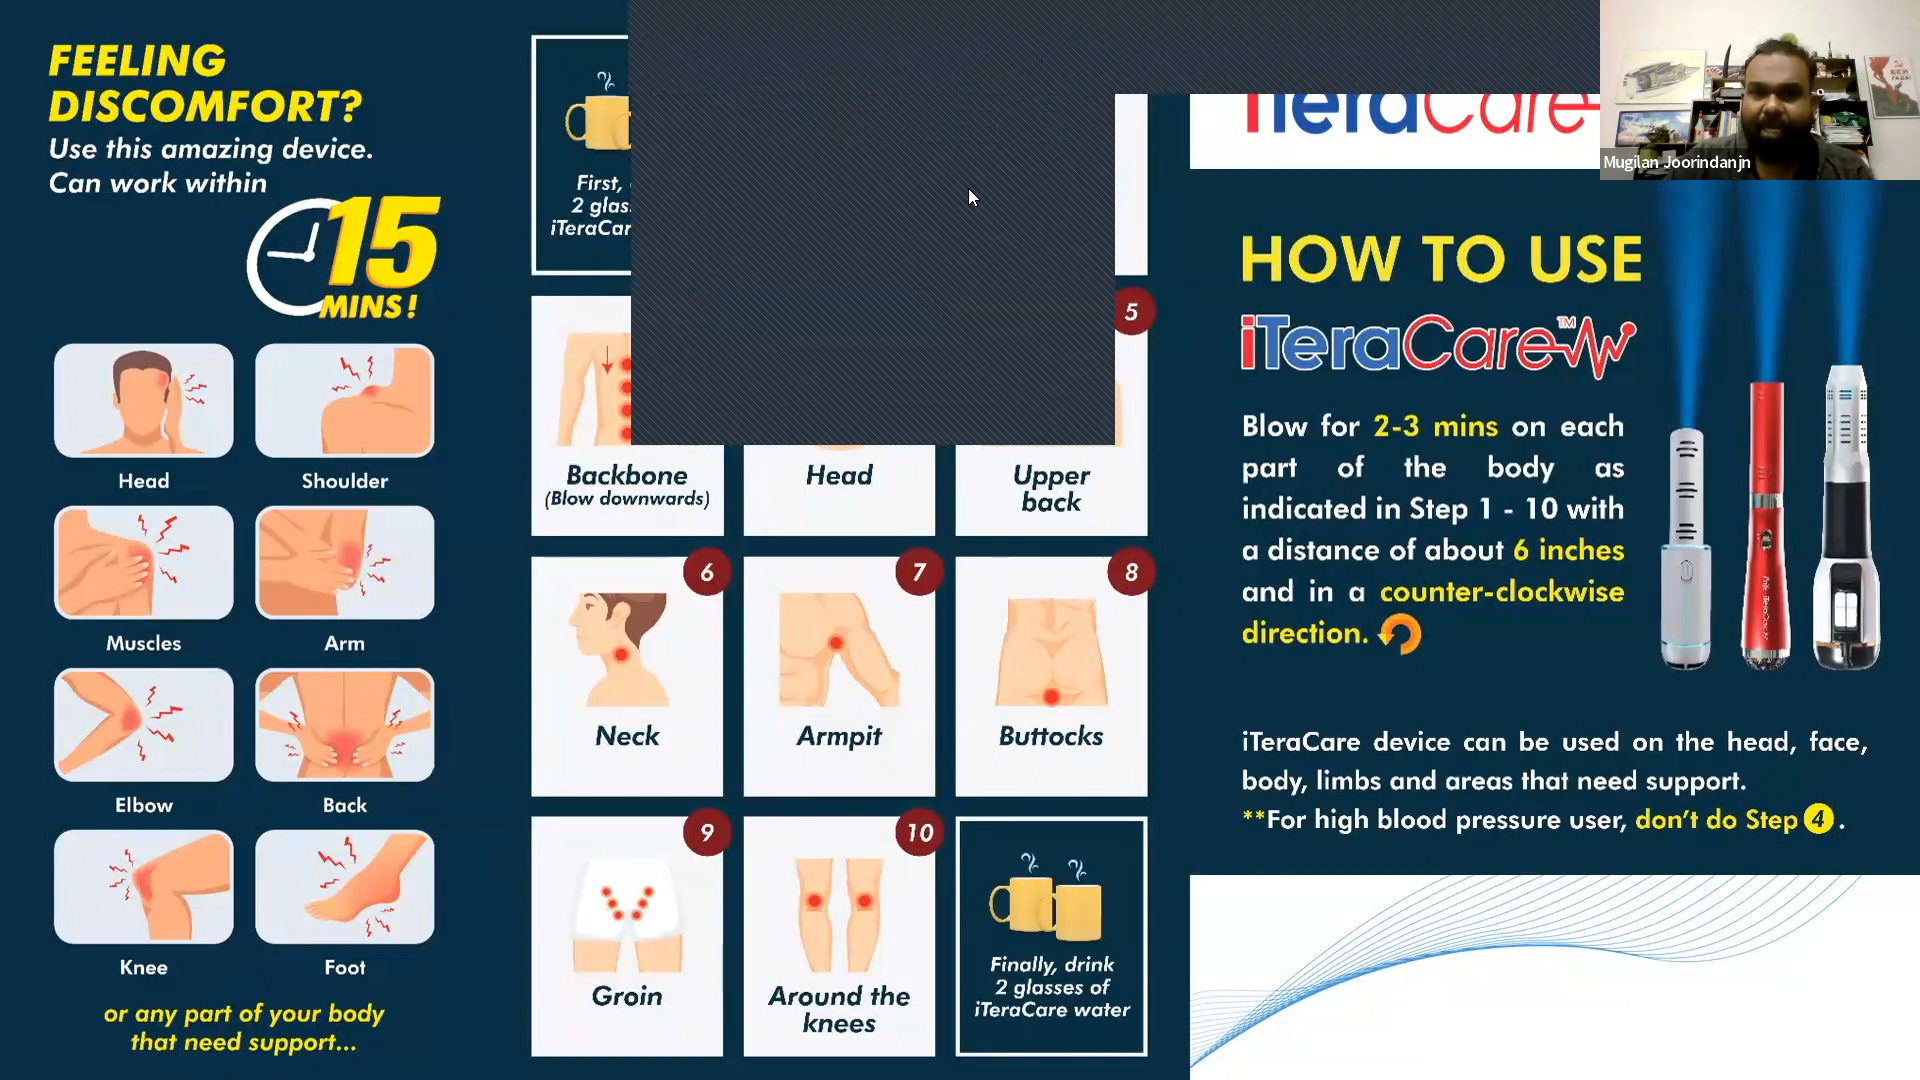 FEELING
DISCOMFORT?
Use this amazing device.
Can work within
15
MINS!
Head
Shoulder
Muscles
Arm
Elbow
Back
Knee
Foot
or any part of your body
that need support...
First,
2
iTeraCare
Backbone
(Blow downwards)
Head
5
Upper
back
6
Neck
7
Armpit
8
Buttocks
9
Groin
10
Around the
knees
Finally, drink
2 glasses of
iTeraCare water
iTeraCare
Mugilan Joorindanjn
HOW TO USE
iTeraCare™
Blow for 2-3 mins on each
part of the body as
indicated in Step 1 - 10 with
a distance of about 6 inches
and in a counter-clockwise
direction.
iTeraCare device can be used on the head, face,
body, limbs and areas that need support.
**For high blood pressure user, don't do Step 4.